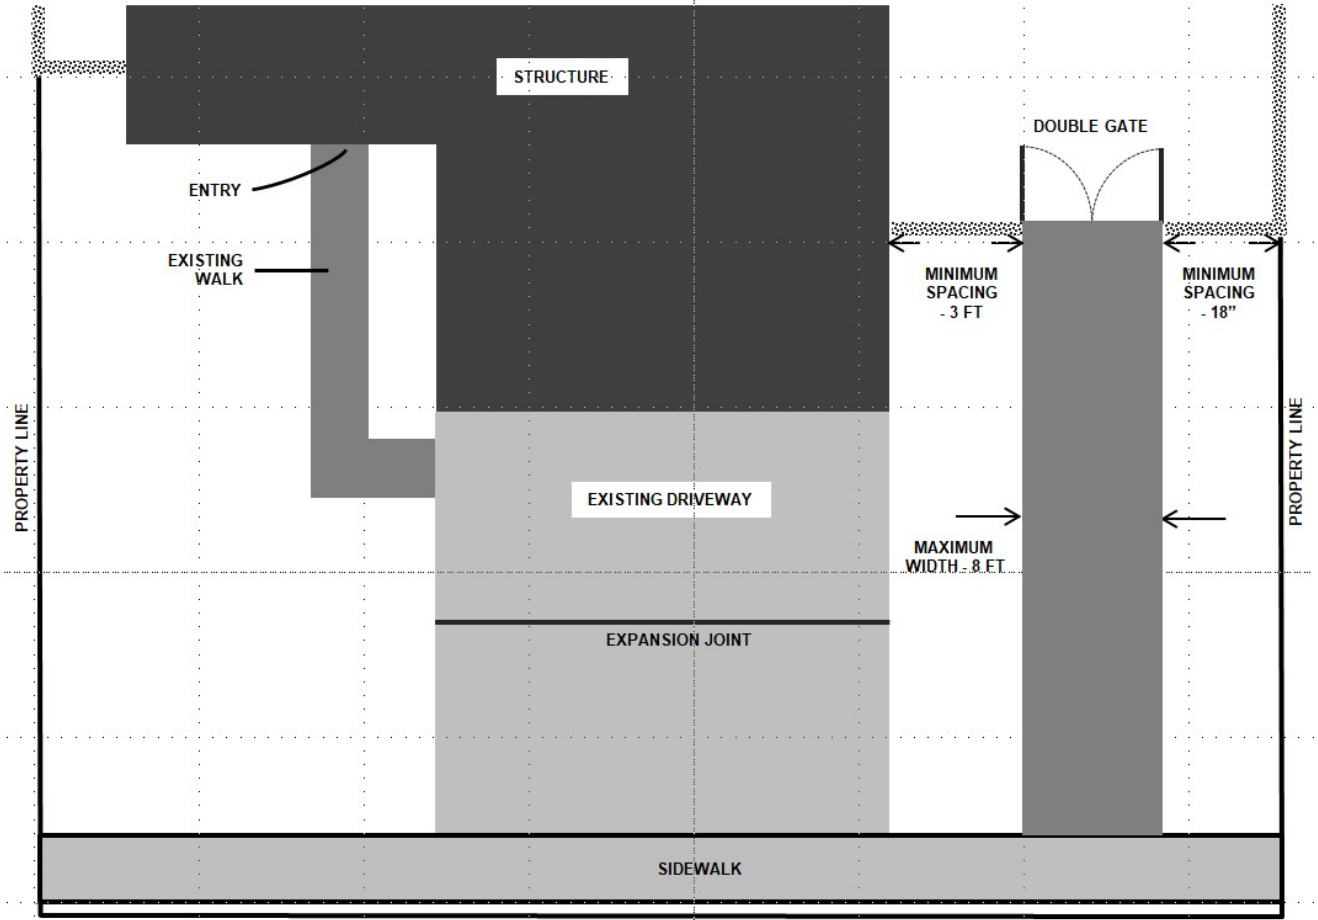 STRUCTURE
DOUBLE GATE
ENTRY
EXISTING
WALK
MINIMUM
SPACING
- 3 FT
MINIMUM
SPACING
- 18”
PROPERTY LINE
PROPERTY LINE
EXISTING DRIVEWAY
MAXIMUM
WIDTH - 8 FT
EXPANSION JOINT
SIDEWALK